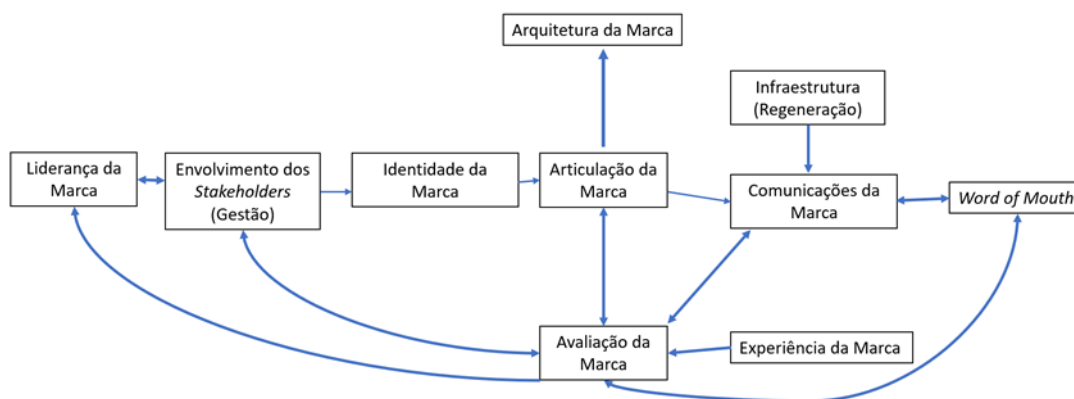 Arquitetura da Marca
Infraestrutura
(Regeneração)
Liderança da
Marca
Envolvimento dos
Stakeholders
(Gestão)
Identidade da
Marca
Articulação da
Marca
Comunicações da
Marca
Word of Mouth
Avaliação da
Marca
Experiência da Marca